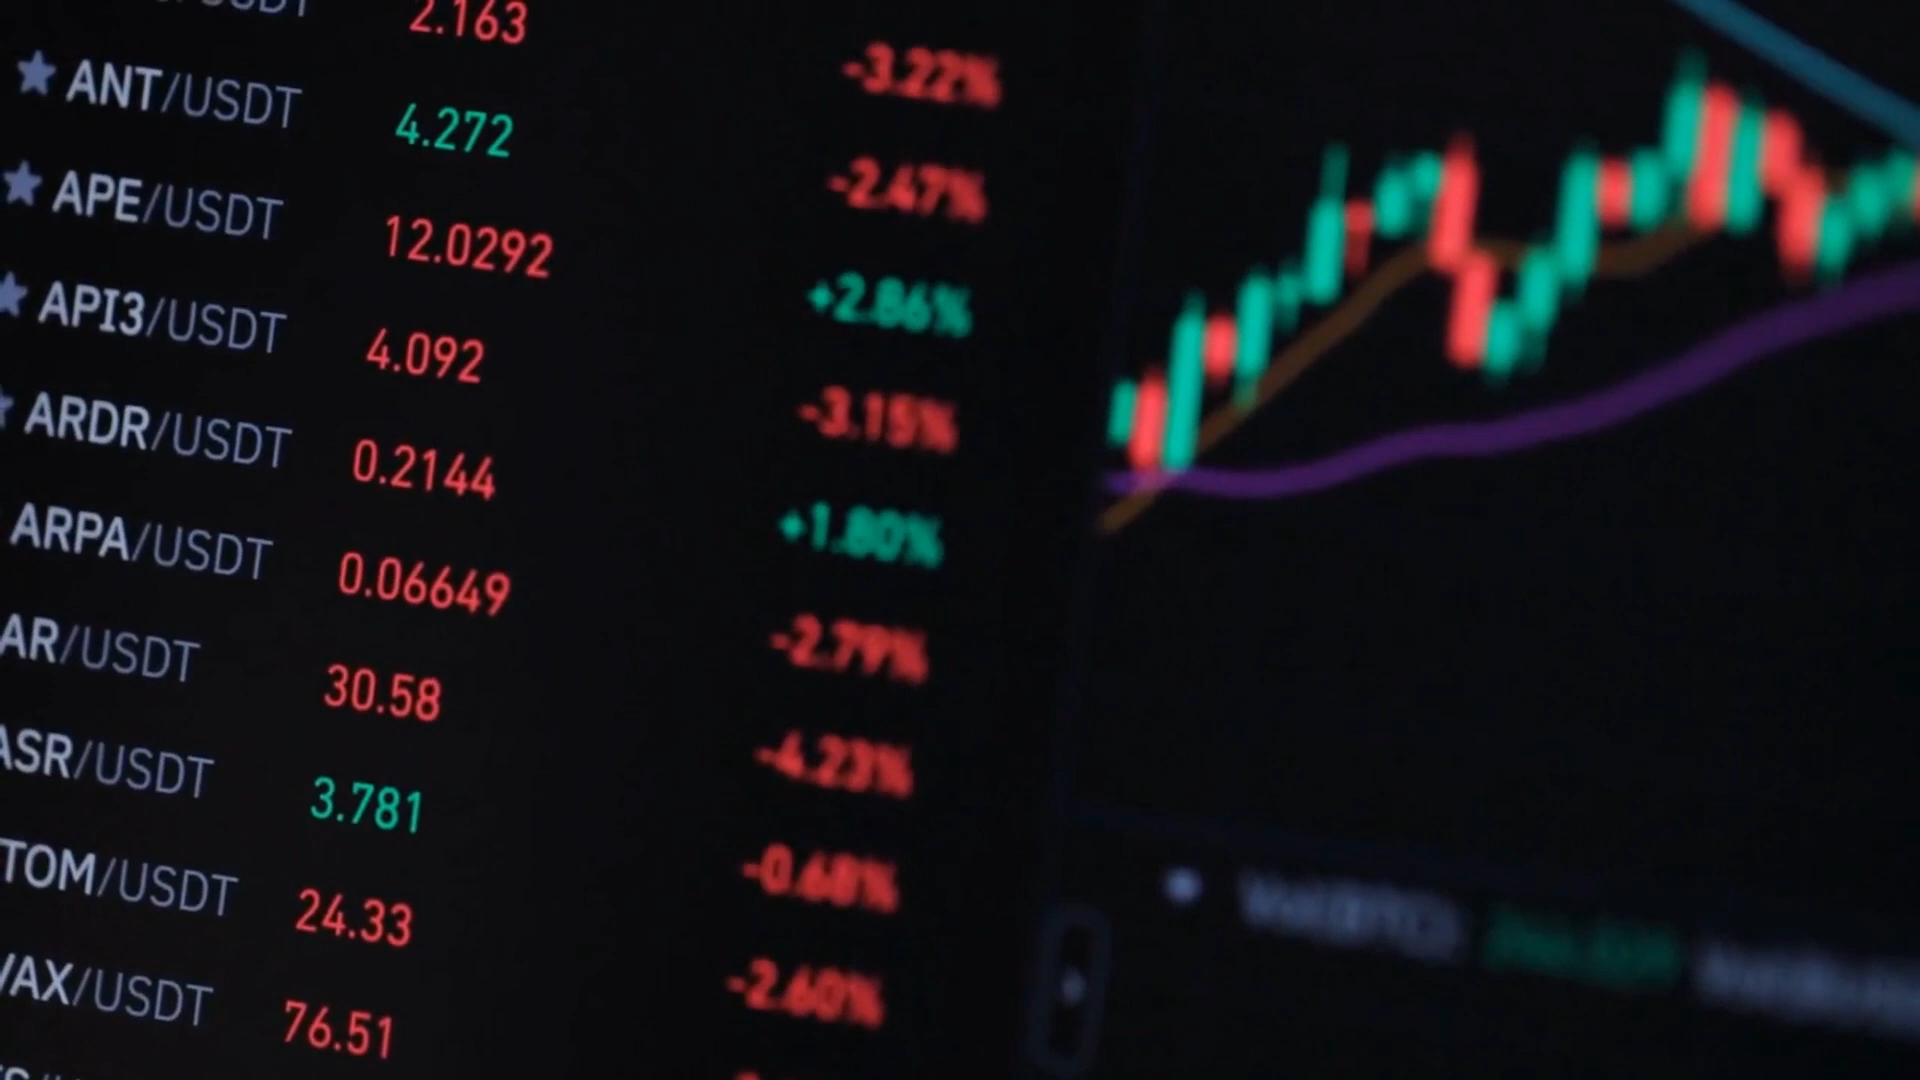 /USDT 2.163 -3.22%
ANT/USDT 4.272 -2.47%
APE/USDT 12.0292 +2.86%
API3/USDT 4.092 -3.15%
ARDR/USDT 0.2144 +1.80%
ARPA/USDT 0.06649 -2.79%
AR/USDT 30.58 -4.23%
ASR/USDT 3.781 -0.68%
TOM/USDT 24.33 -2.60%
VAX/USDT 76.51